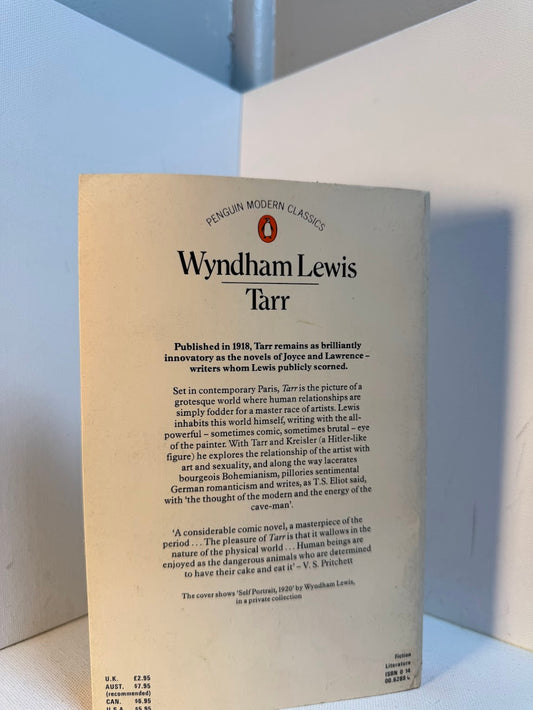 PENGUIN MODERN CLASSICS
Wyndham Lewis
Tarr
Published in 1918, Tarr remains as brilliantly
innovatory as the novels of Joyce and Lawrence –
writers whom Lewis publicly scorned.
Set in contemporary Paris, Tarr is the picture of a
grotesque world where human relationships are
simply fodder for a master race of artists. Lewis
inhabits this world himself, writing with the all-
powerful – sometimes comic, sometimes brutal – eye
of the painter. With Tarr and Kreisler (a Hitler-like
figure) he explores the relationship of the artist with
art and sexuality, and along the way lacerates
bourgeois Bohemianism, pillories sentimental
German romanticism and writes, as T.S. Eliot said,
with 'the thought of the modern and the energy of the
cave-man'.
'A considerable comic novel, a masterpiece of the
period . . . The pleasure of Tarr is that it wallows in the
nature of the physical world . . . Human beings are
enjoyed as the dangerous animals who are determined
to have their cake and eat it' – V. S. Pritchett
The cover shows 'Self Portrait, 1920' by Wyndham Lewis,
in a private collection
U.K. £2.95
AUST. $7.95
(recommended)
CAN. $6.95
U.S.A. $5.95
Fiction
Literature
ISBN 0 14